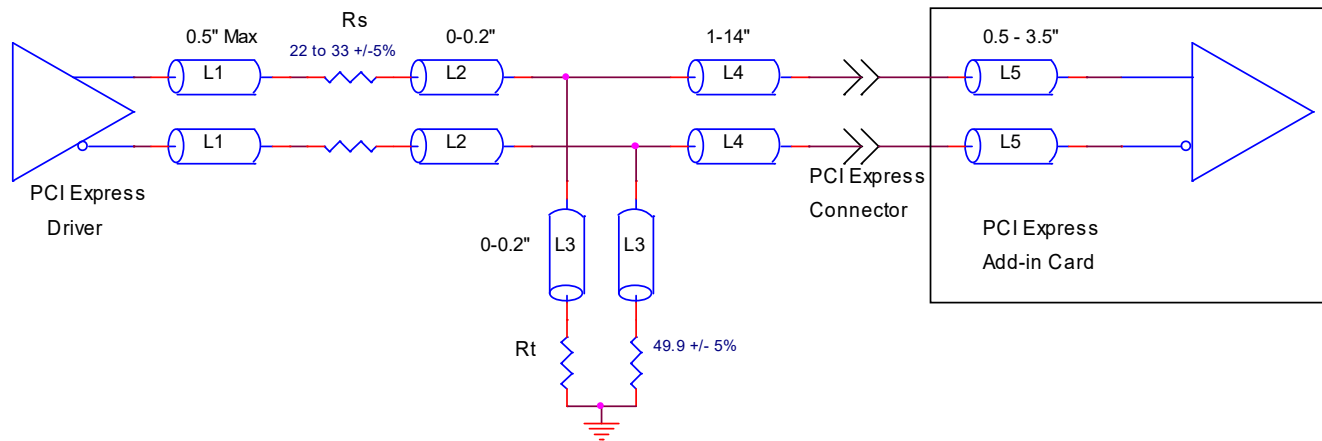 Rs
0.5" Max
22 to 33 +/-5%
0-0.2"
1-14"
0.5 - 3.5"
L1
L2
L4
L5
L1
L2
L4
L5
PCI Express
Driver
PCI Express
Connector
0-0.2"
L3
L3
PCI Express
Add-in Card
Rt
49.9 +/- 5%